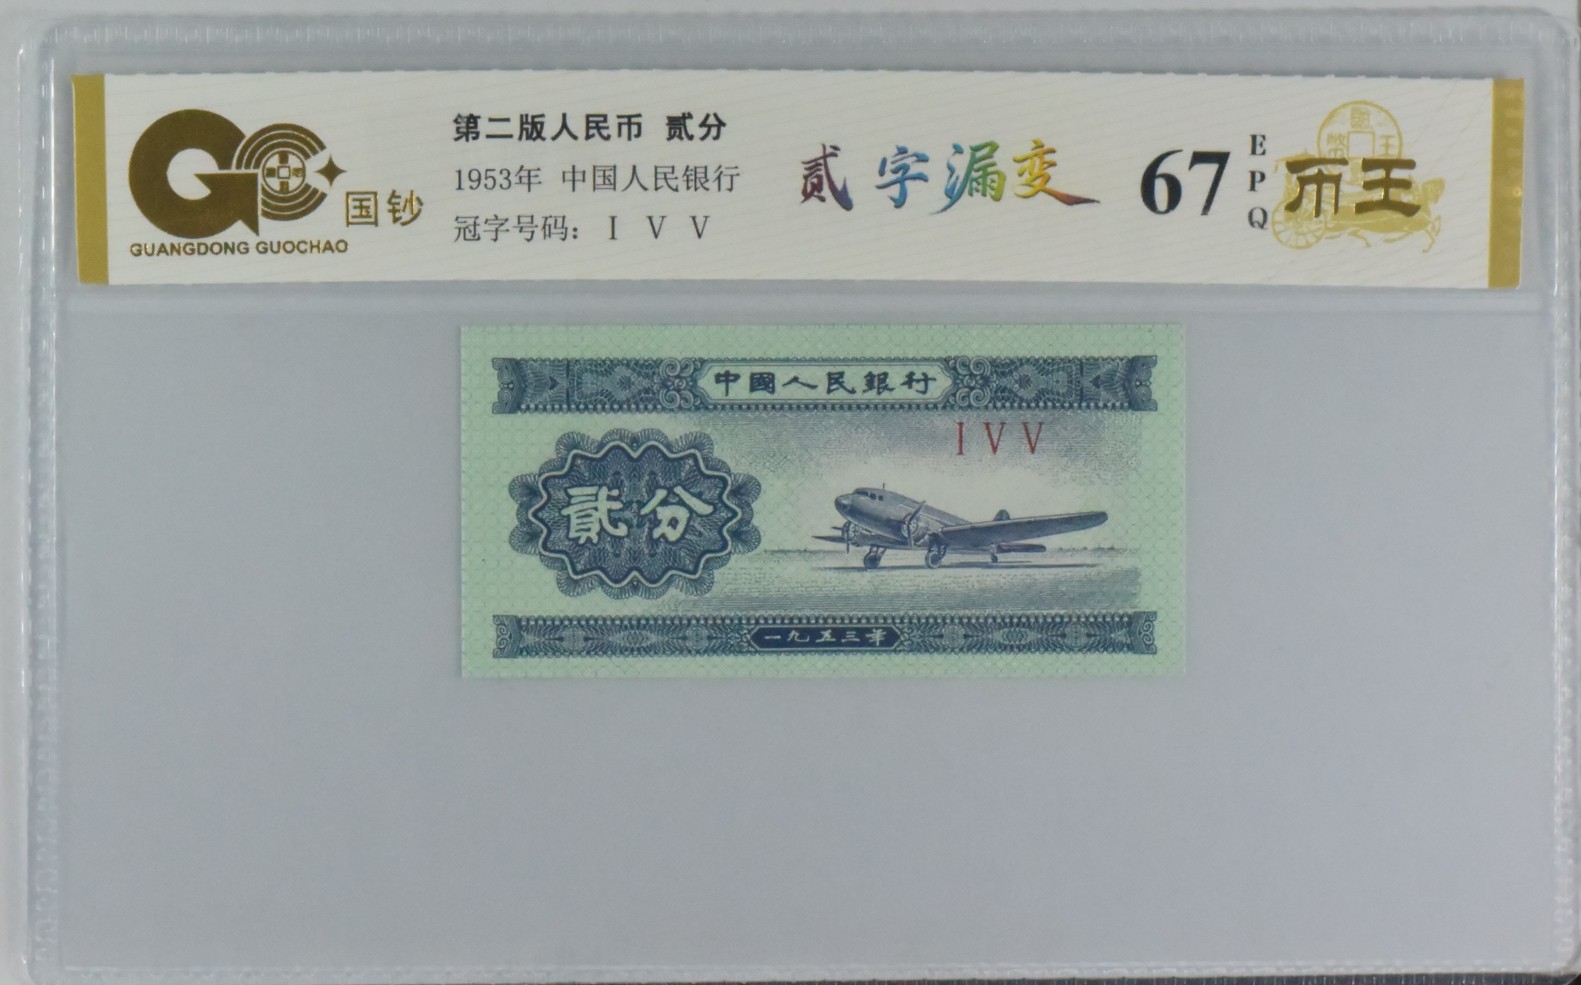 国钞
GUANGDONG GUOCHAO
第二版人民币 贰分
1953年 中国人民银行
冠字号码: I V V
贰字漏变
67
EPQ
币王
中國人民銀行
I V V
貳分
一九五三年